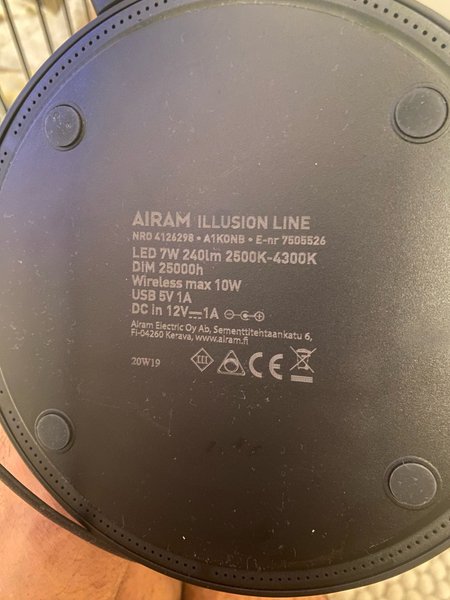 AIRAM ILLUSION LINE
NRO 4126298 • A1KDNB • E-nr 7505526
LED 7W 240lm 2500K-4300K
DIM 25000h
Wireless max 10W
USB 5V 1A
DC in 12V⎓1A
Airam Electric Oy Ab, Sementtitehtaankatu 6,
FI-04260 Kerava, www.airam.fi
20W19 III CE